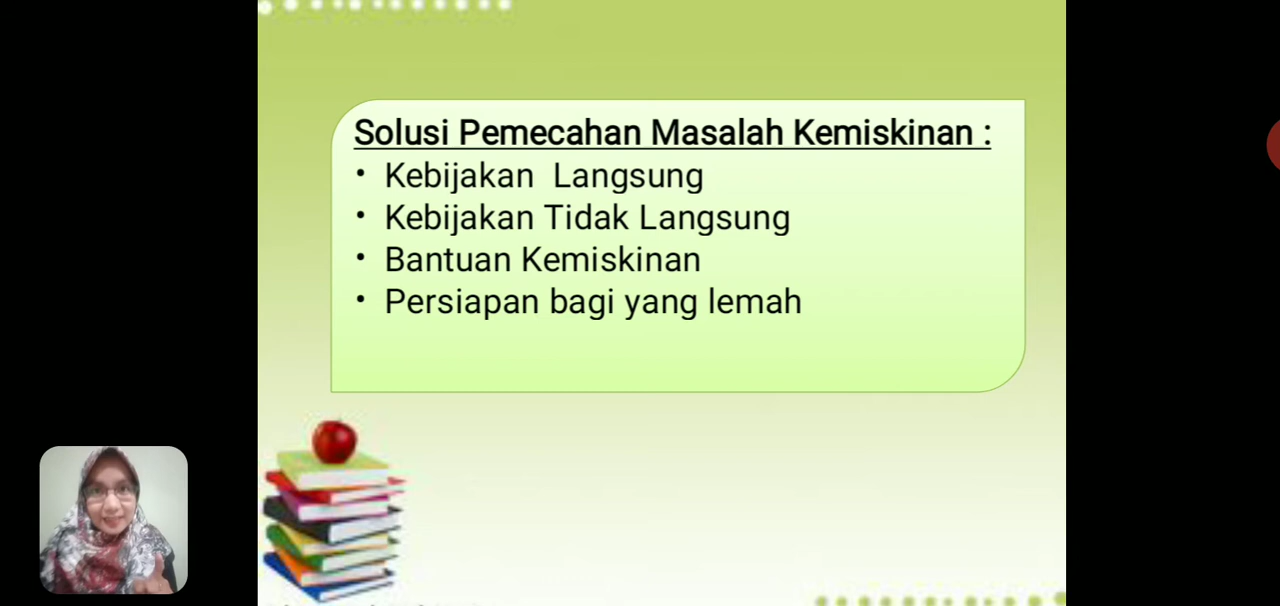 Solusi Pemecahan Masalah Kemiskinan :
• Kebijakan Langsung
• Kebijakan Tidak Langsung
• Bantuan Kemiskinan
• Persiapan bagi yang lemah